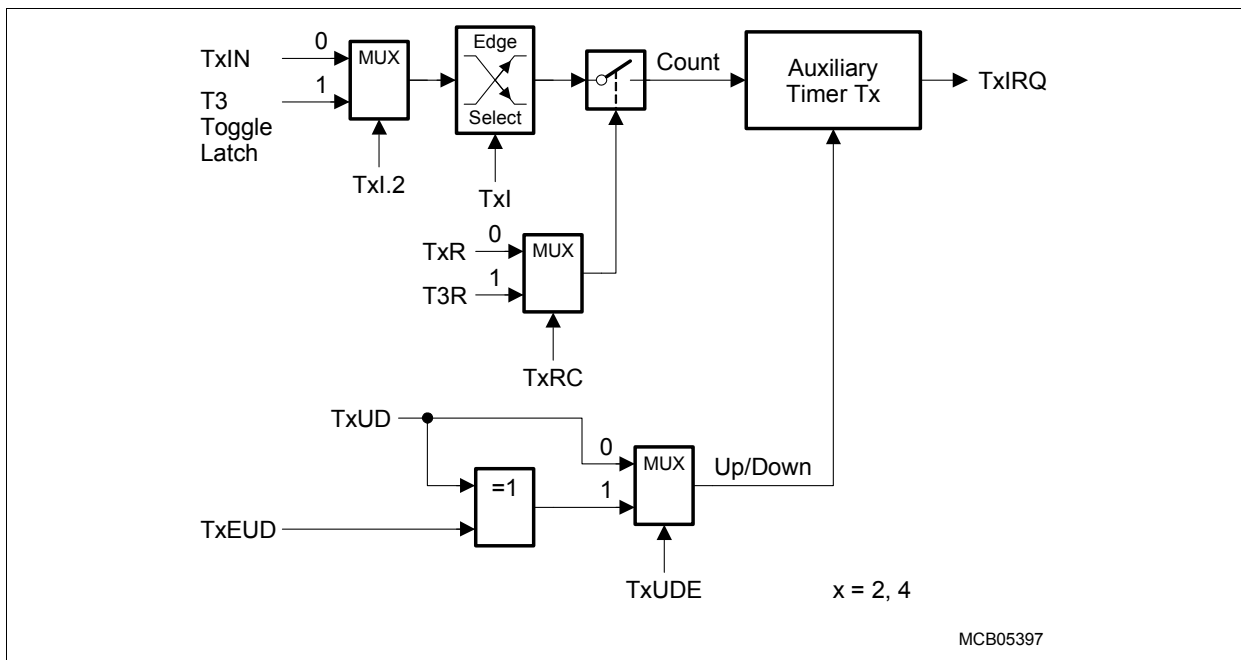 TxIN
0
MUX
T3
Toggle
Latch
1
TxI.2
Edge
Select
TxI
Count
Auxiliary
Timer Tx
TxIRQ
TxR
0
MUX
T3R
1
TxRC
TxUD
0
MUX
Up/Down
=1
1
TxEUD
TxUDE
x = 2, 4
MCB05397